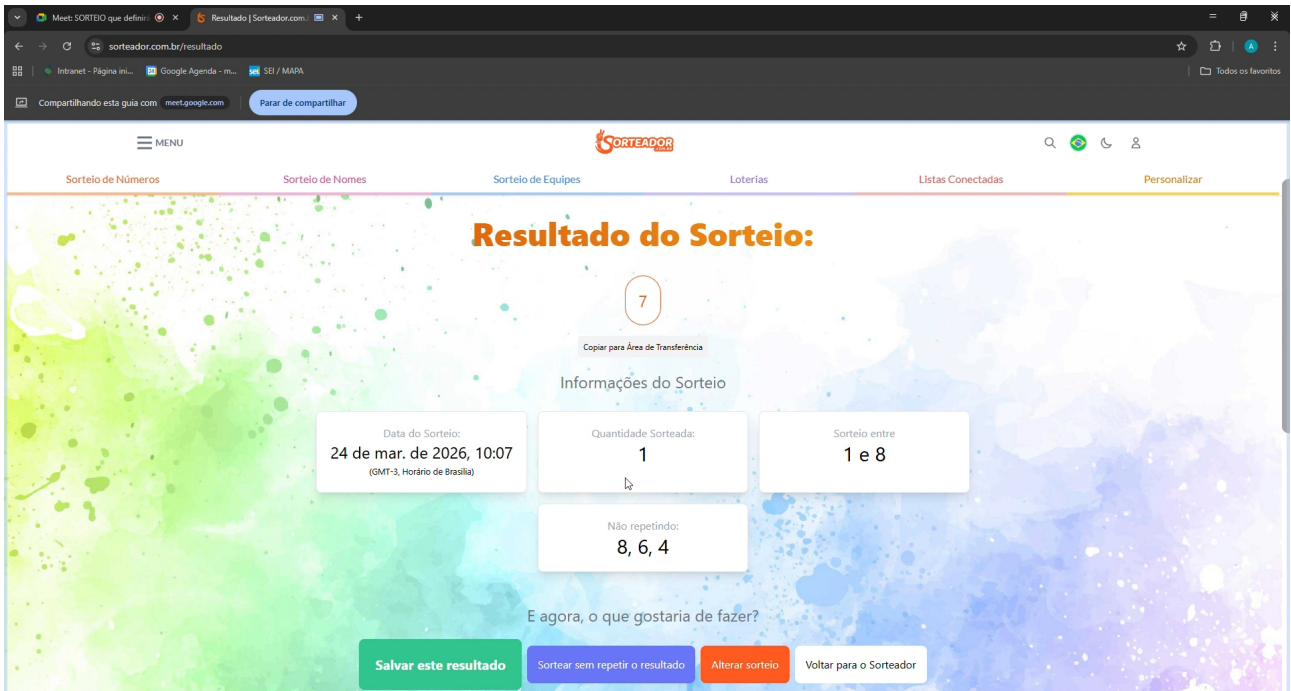 Meet: SORTEIO que definirá
Resultado | Sorteador.com.
sorteador.com.br/resultado
Intranet - Página ini...
Google Agenda - m...
SEI / MAPA
Todos os favoritos
Compartilhando esta guia com meet.google.com
Parar de compartilhar
MENU
SORTEADOR
.COM.BR
Sorteio de Números
Sorteio de Nomes
Sorteio de Equipes
Loterias
Listas Conectadas
Personalizar
Resultado do Sorteio:
7
Copiar para Área de Transferência
Informações do Sorteio
Data do Sorteio:
24 de mar. de 2026, 10:07
(GMT-3, Horário de Brasília)
Quantidade Sorteada:
1
Sorteio entre
1 e 8
Não repetindo:
8, 6, 4
E agora, o que gostaria de fazer?
Salvar este resultado
Sortear sem repetir o resultado
Alterar sorteio
Voltar para o Sorteador